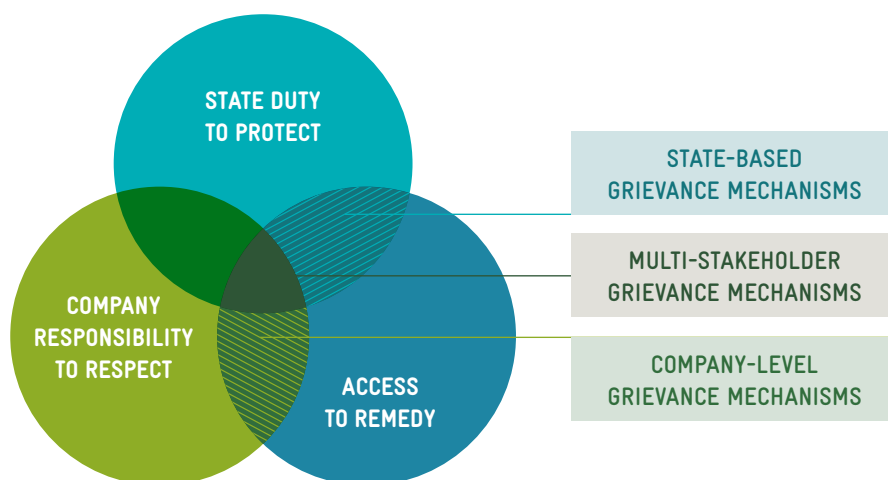 STATE DUTY
TO PROTECT
COMPANY
RESPONSIBILITY
TO RESPECT
ACCESS
TO REMEDY
STATE-BASED
GRIEVANCE MECHANISMS
MULTI-STAKEHOLDER
GRIEVANCE MECHANISMS
COMPANY-LEVEL
GRIEVANCE MECHANISMS